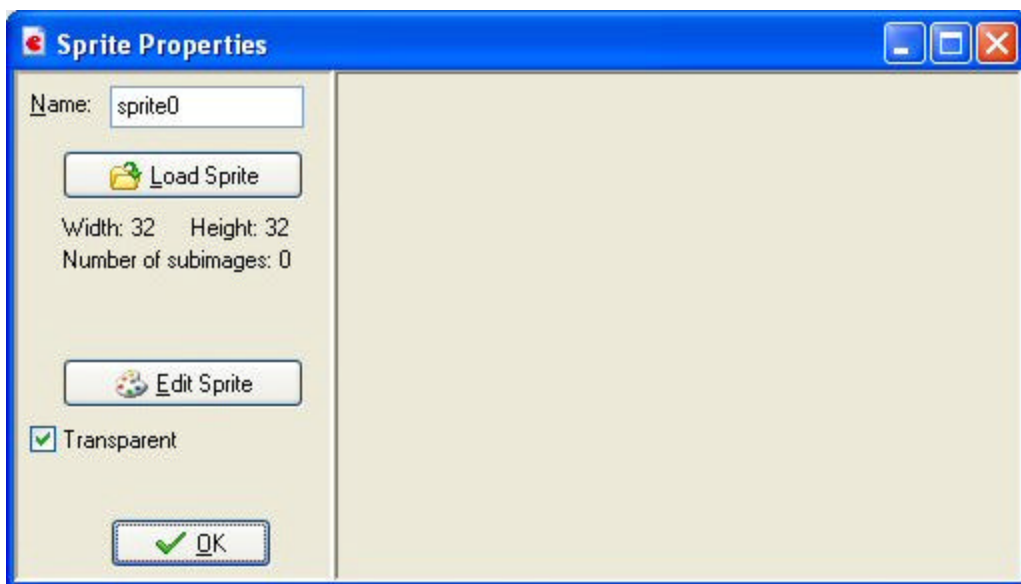 Sprite Properties
Name: sprite0
Load Sprite
Width: 32 Height: 32
Number of subimages: 0
Edit Sprite
Transparent
OK